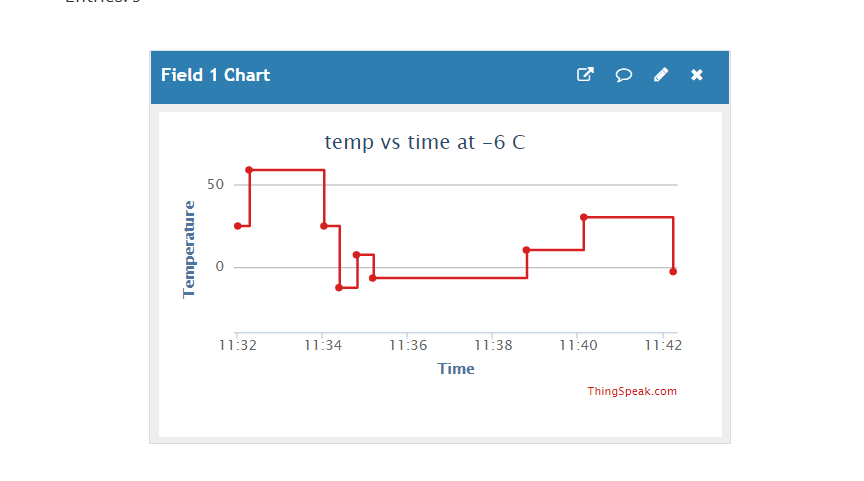 Field 1 Chart
temp vs time at −6 C
50
0
Temperature
11:32 11:34 11:36 11:38 11:40 11:42
Time
ThingSpeak.com